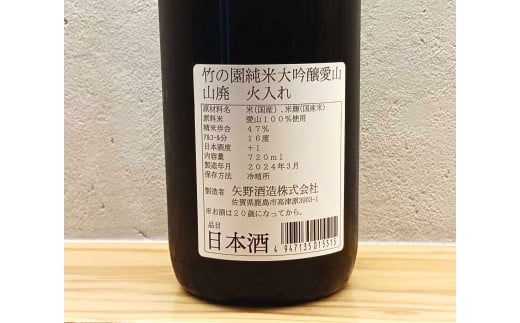 竹の園純米大吟醸愛山
山廃　火入れ
原材料名　米(国産)、米麹(国産米)
原料米　愛山100%使用
精米歩合　47%
アルコール分　16度
日本酒度　+1
内容量　720ml
製造年月　2024年3月
保存方法　冷暗所
製造者　矢野酒造株式会社
佐賀県鹿島市高津原3903-1
※お酒は20歳になってから。
品目
日本酒
4 947135 015515